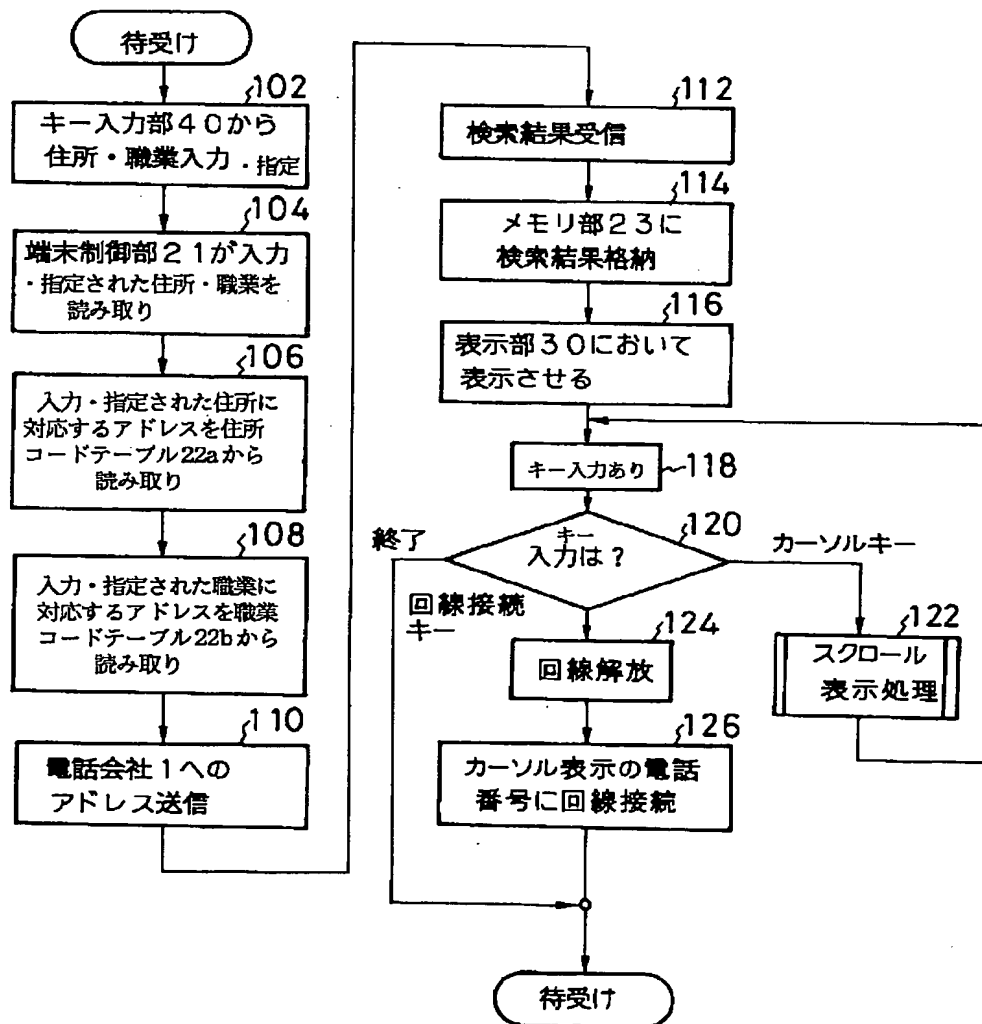 待受け
102
キー入力部40から
住所・職業入力・指定
104
端末制御部21が入力
・指定された住所・職業を
読み取り
106
入力・指定された住所に
対応するアドレスを住所
コードテーブル22aから
読み取り
108
入力・指定された職業に
対応するアドレスを職業
コードテーブル22bから
読み取り
110
電話会社1への
アドレス送信
112
検索結果受信
114
メモリ部23に
検索結果格納
116
表示部30において
表示させる
キー入力あり
118
120
キー
入力は?
終了
カーソルキー
回線接続
キー
122
スクロール
表示処理
124
回線解放
126
カーソル表示の電話
番号に回線接続
待受け